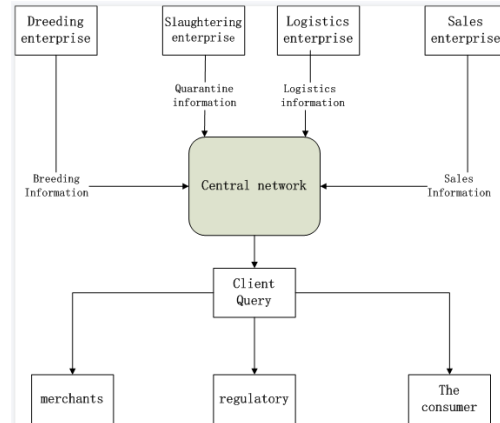 Dreeding
enterprise
Slaughtering
enterprise
Logistics
enterprise
Sales
enterprise
Quarantine
information
Logistics
information
Breeding
Information
Central network
Sales
Information
Client
Query
merchants
regulatory
The
consumer